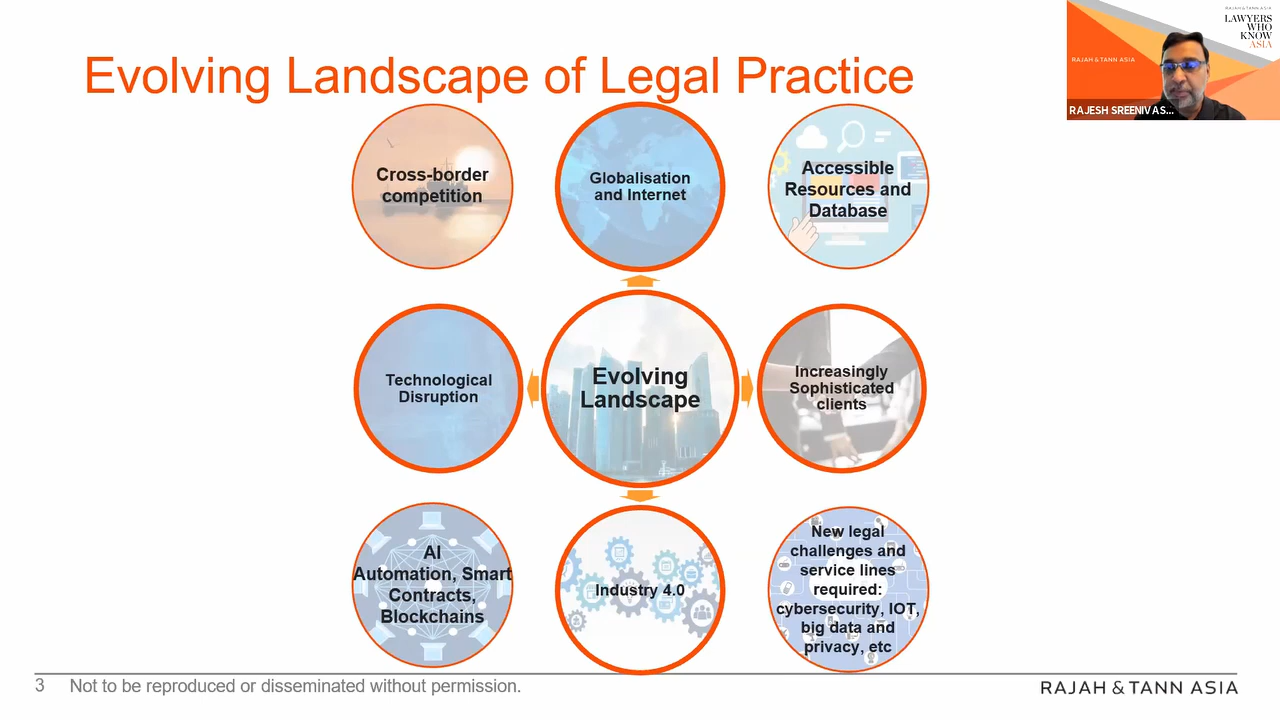 Evolving Landscape of Legal Practice
RAJAH & TANN ASIA
LAWYERS
WHO
KNOW
ASIA
RAJAH & TANN ASIA
RAJESH SREENIVAS...
Cross-border
competition
Globalisation
and Internet
Accessible
Resources and
Database
Technological
Disruption
Evolving
Landscape
Increasingly
Sophisticated
clients
AI
Automation, Smart
Contracts,
Blockchains
Industry 4.0
New legal
challenges and
service lines
required:
cybersecurity, IOT,
big data and
privacy, etc
3 Not to be reproduced or disseminated without permission.
RAJAH & TANN ASIA